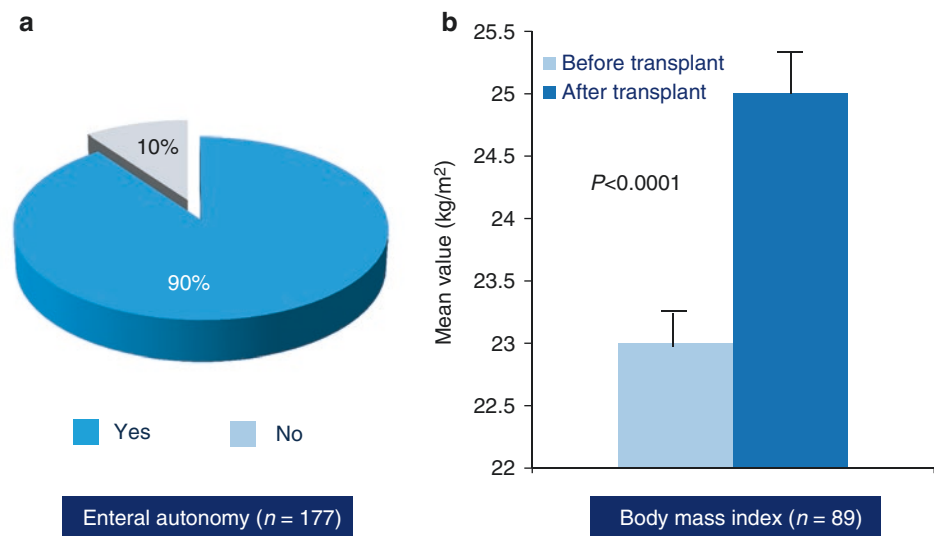 a
10%
90%
Yes
No
Enteral autonomy (n = 177)
b
Mean value (kg/m²)
25.5
25
24.5
24
23.5
23
22.5
22
Before transplant
After transplant
P<0.0001
Body mass index (n = 89)